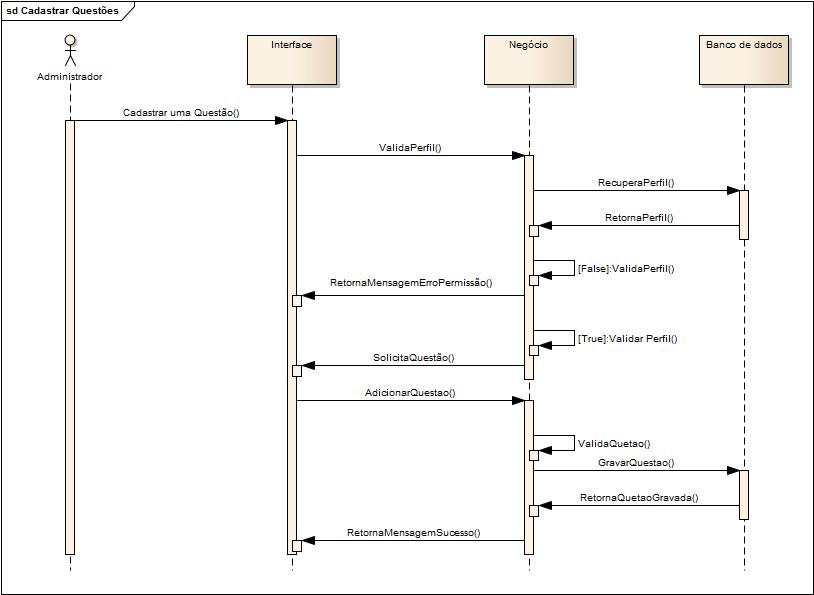 sd Cadastrar Questões
Interface
Negócio
Banco de dados
Administrador
Cadastrar uma Questão()
ValidaPerfil()
RecuperaPerfil()
RetornaPerfil()
[False]:ValidaPerfil()
RetornaMensagemErroPermissão()
[True]:Validar Perfil()
SolicitaQuestão()
AdicionarQuestao()
ValidaQuetao()
GravarQuestao()
RetornaQuetaoGravada()
RetornaMensagemSucesso()